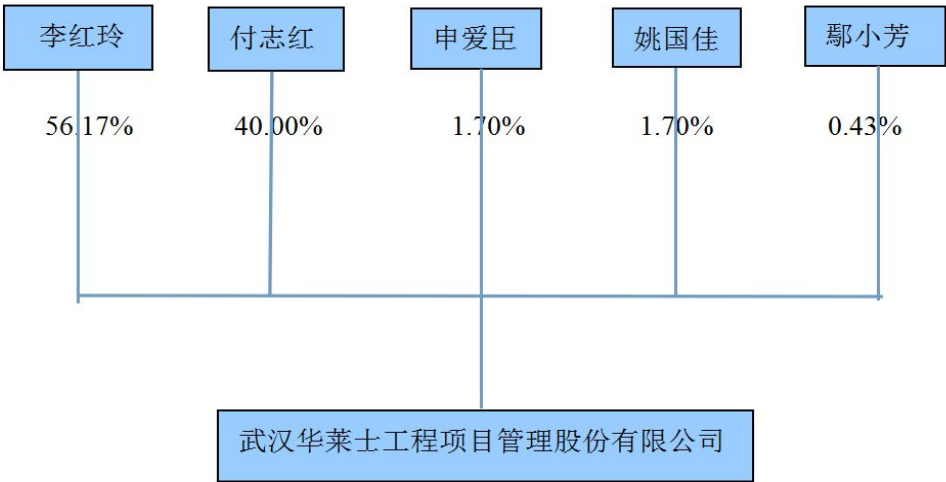 李红玲 付志红 申爱臣 姚国佳 鄢小芳
56.17% 40.00% 1.70% 1.70% 0.43%
武汉华莱士工程项目管理股份有限公司